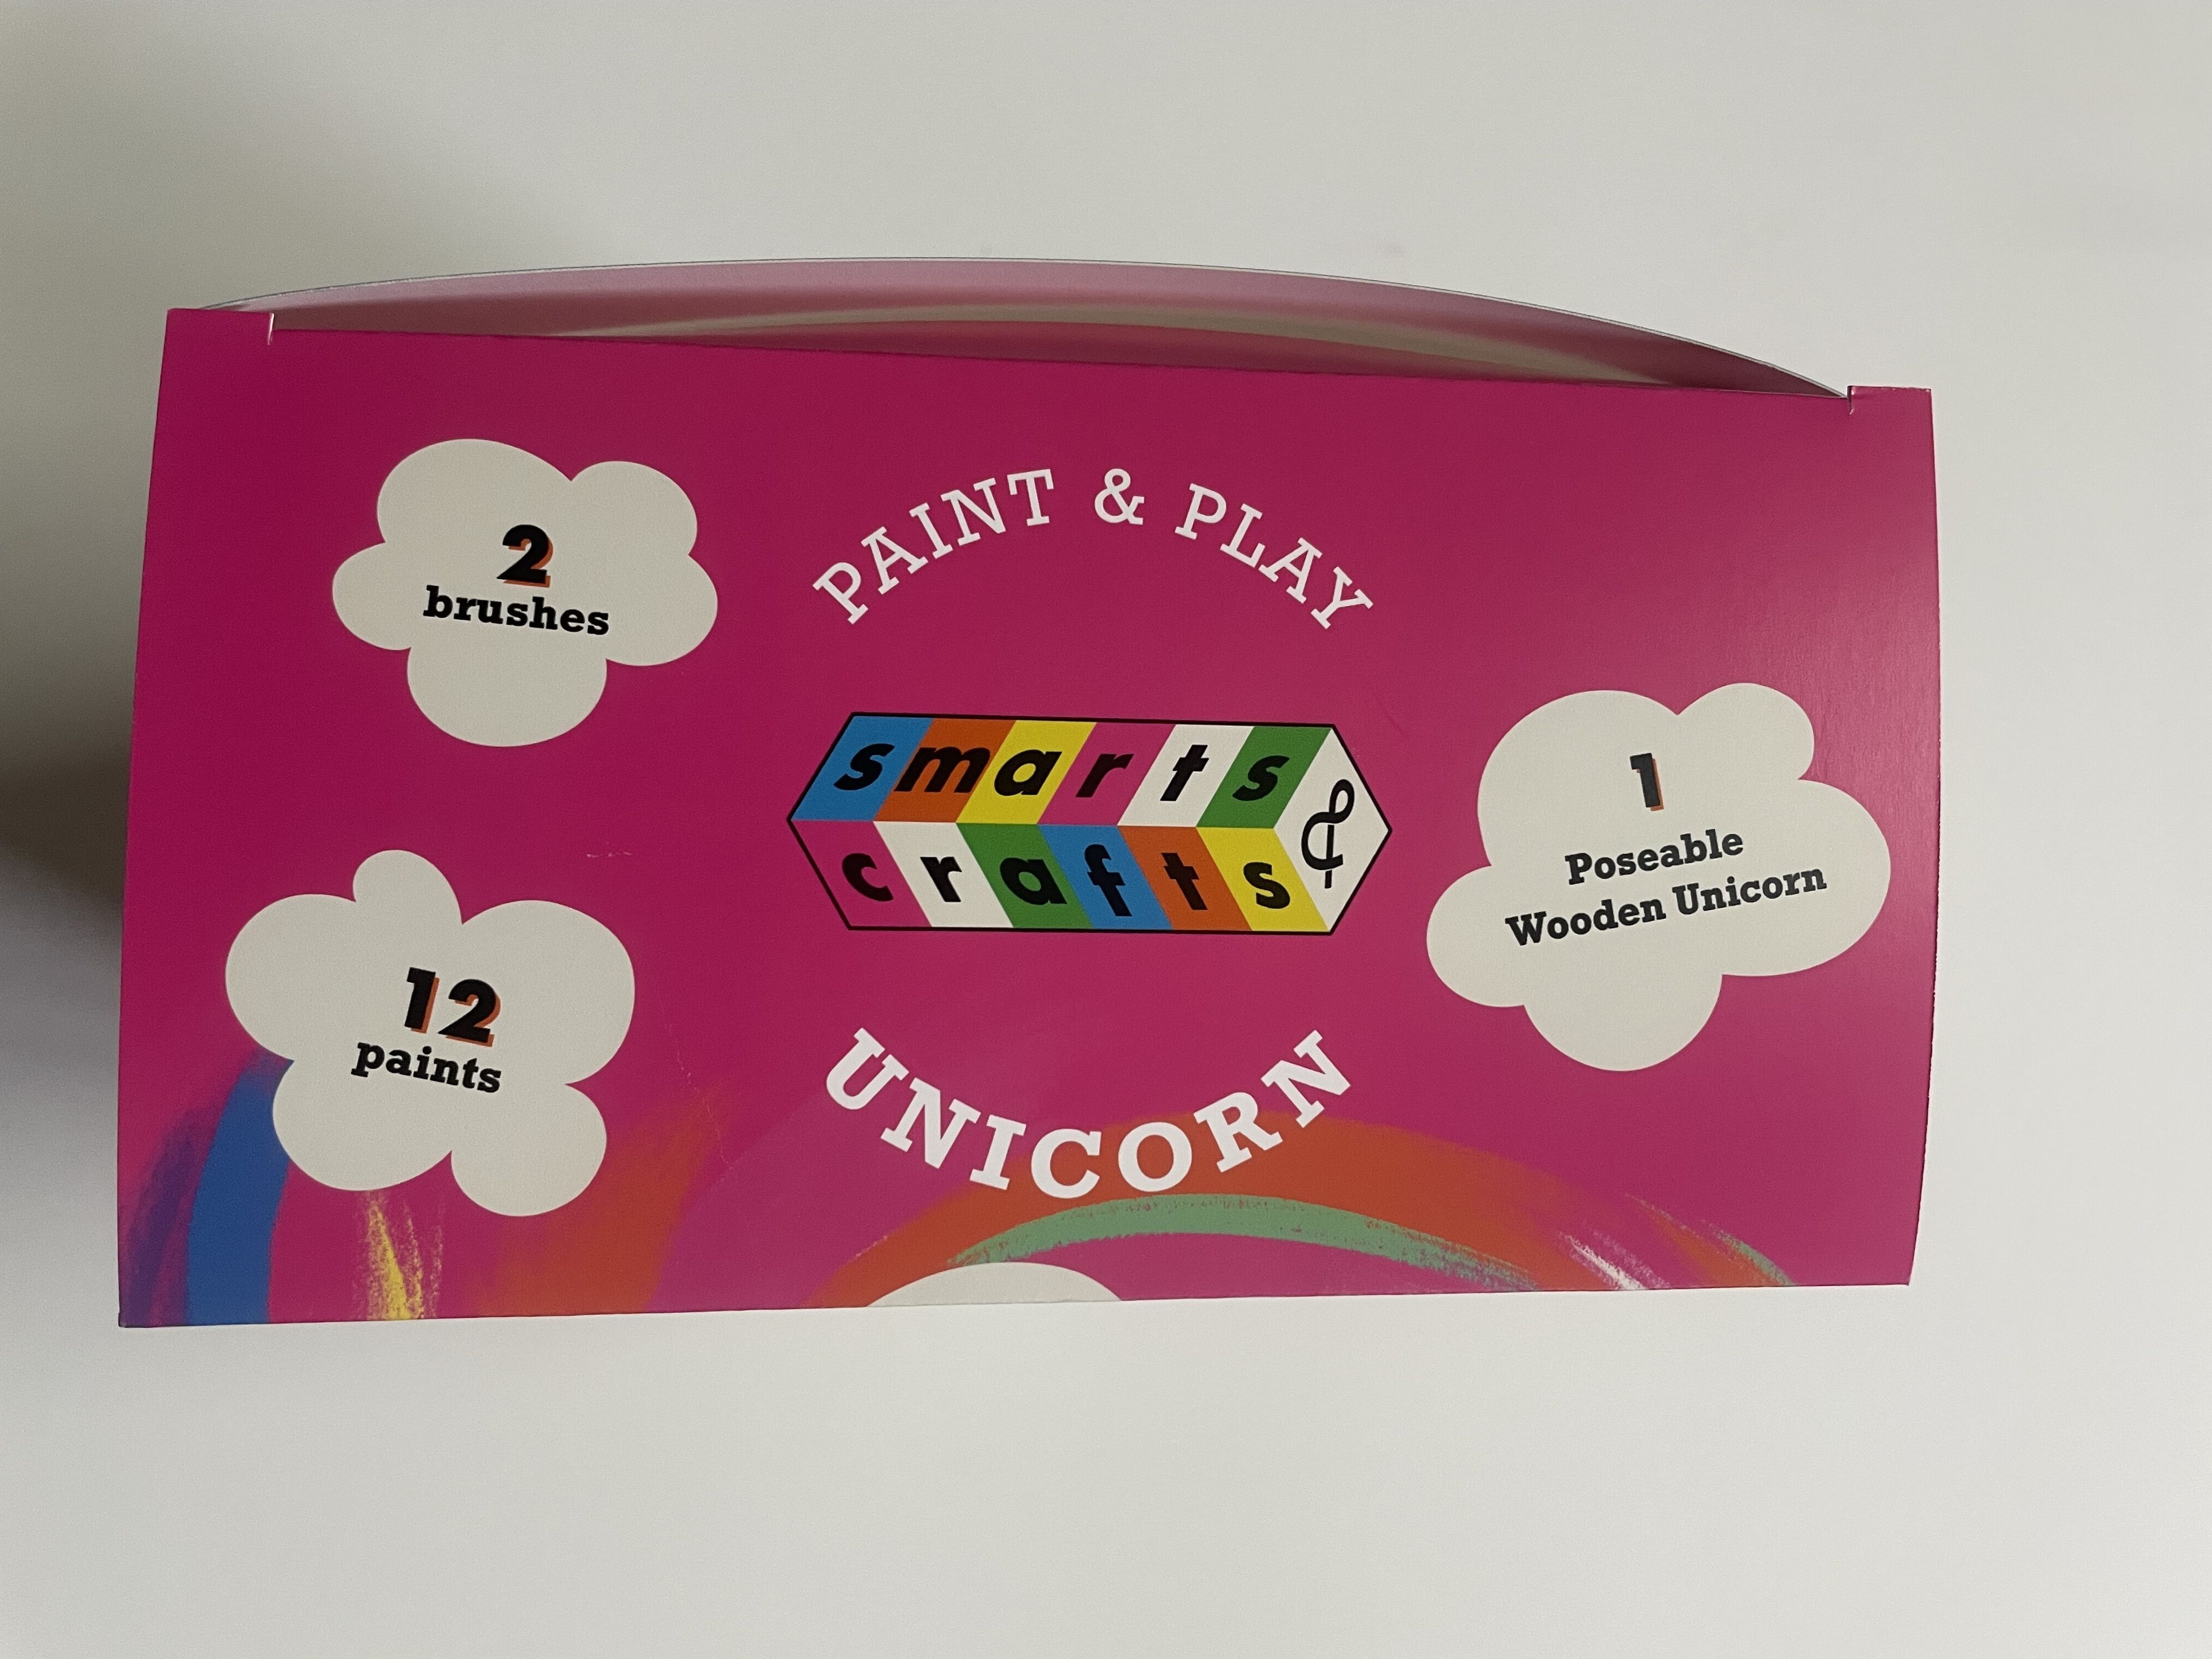 PAINT & PLAY
2
brushes
smarts &
crafts
1
Poseable
Wooden Unicorn
12
paints
UNICORN